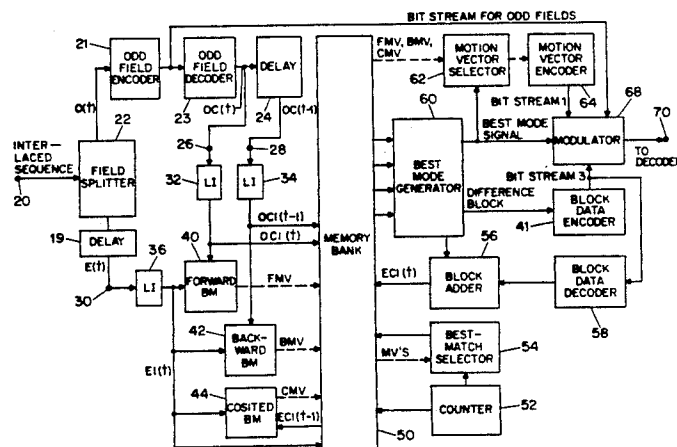 BIT STREAM FOR ODD FIELDS
21
ODD FIELD ENCODER
ODD FIELD DECODER
23
DELAY
24
O(t)
OC(t)
OC(t-1)
22
26
28
INTERLACED SEQUENCE
20
FIELD SPLITTER
32
LI
LI
34
19
DELAY
E(t)
30
36
LI
40
FORWARD BM
FMV
OCI(t-1)
OCI(t)
42
BACKWARD BM
BMV
EI(t)
44
COSITED BM
CMV
ECI(t-1)
MEMORY BANK
50
FMV, BMV, CMV
MOTION VECTOR SELECTOR
62
MOTION VECTOR ENCODER
64
BIT STREAM 1
68
60
BEST MODE GENERATOR
BEST MODE SIGNAL
MODULATOR
70
TO DECODER
BIT STREAM 3
DIFFERENCE BLOCK
BLOCK DATA ENCODER
41
56
ECI(t)
BLOCK ADDER
BLOCK DATA DECODER
58
MV'S
BEST-MATCH SELECTOR
54
COUNTER
52